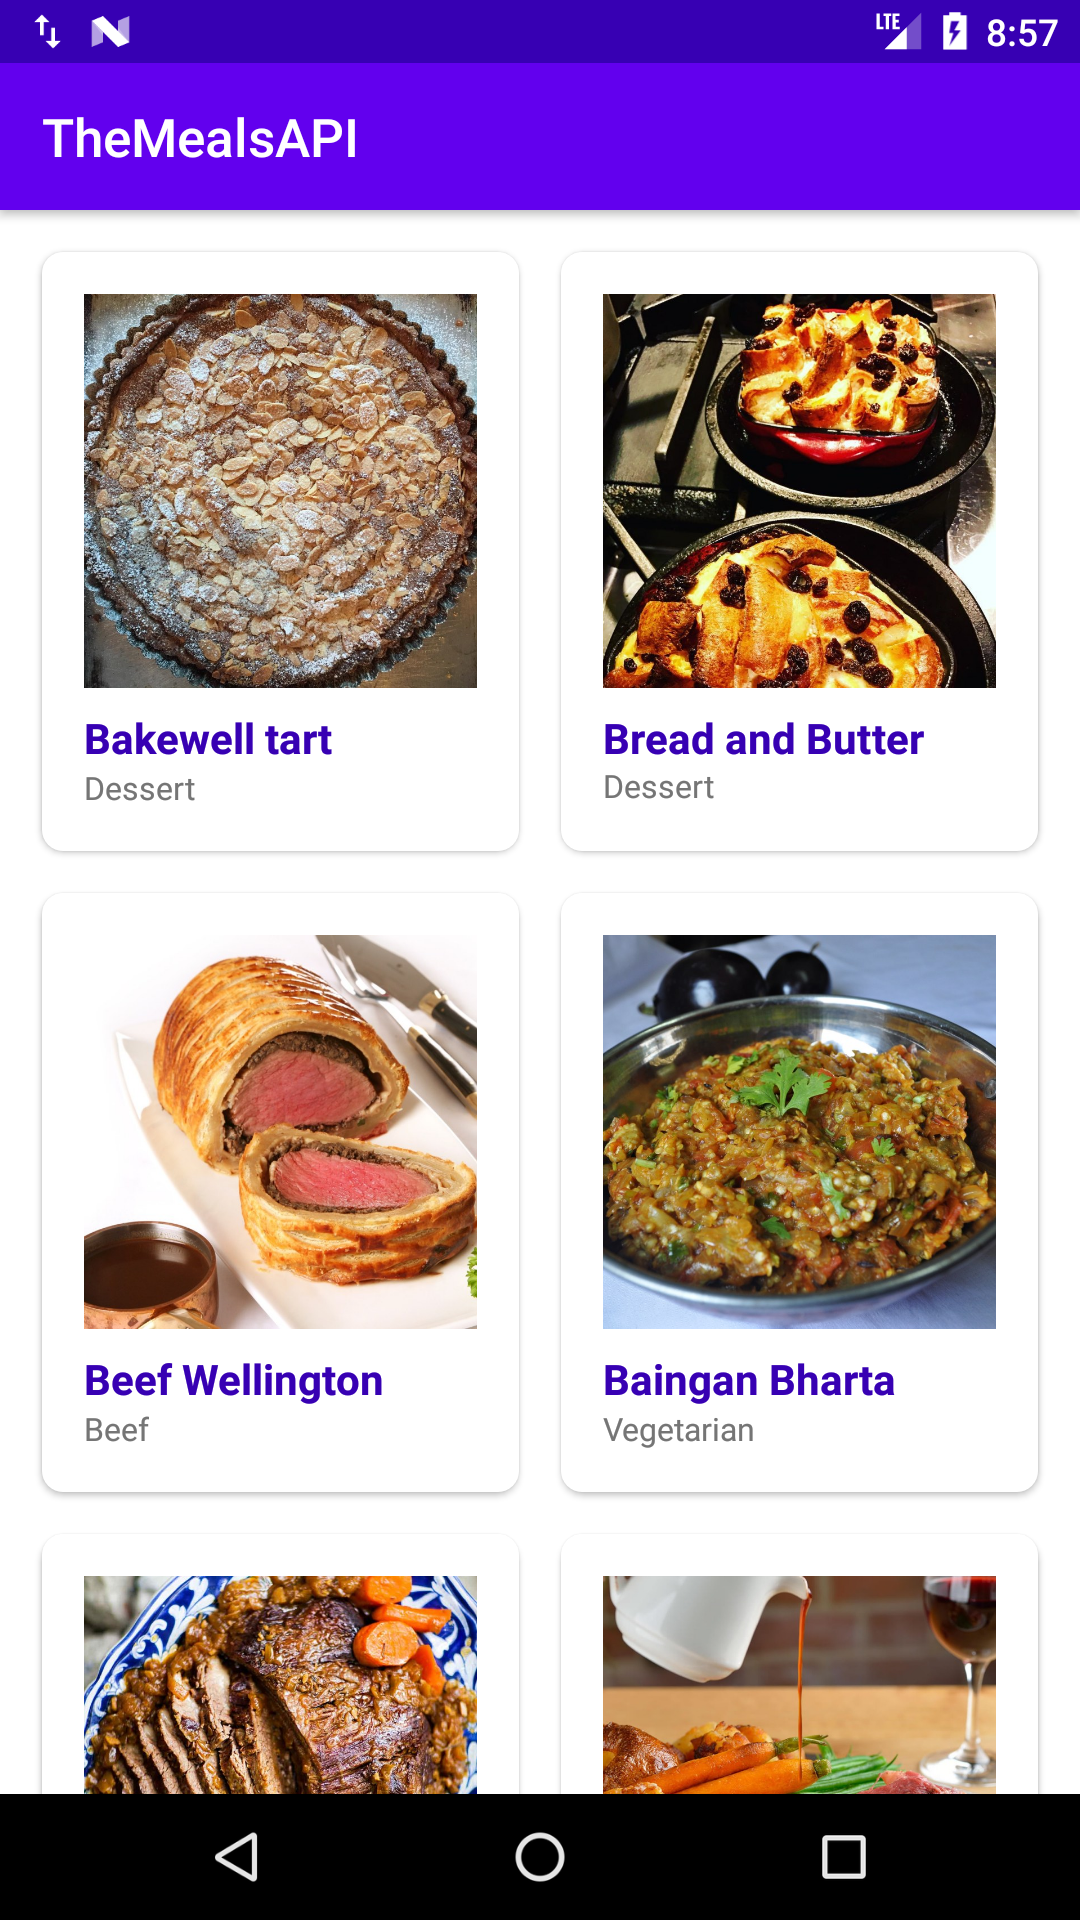 LTE 8:57
TheMealsAPI
Bakewell tart
Dessert
Bread and Butter
Dessert
Beef Wellington
Beef
Baingan Bharta
Vegetarian